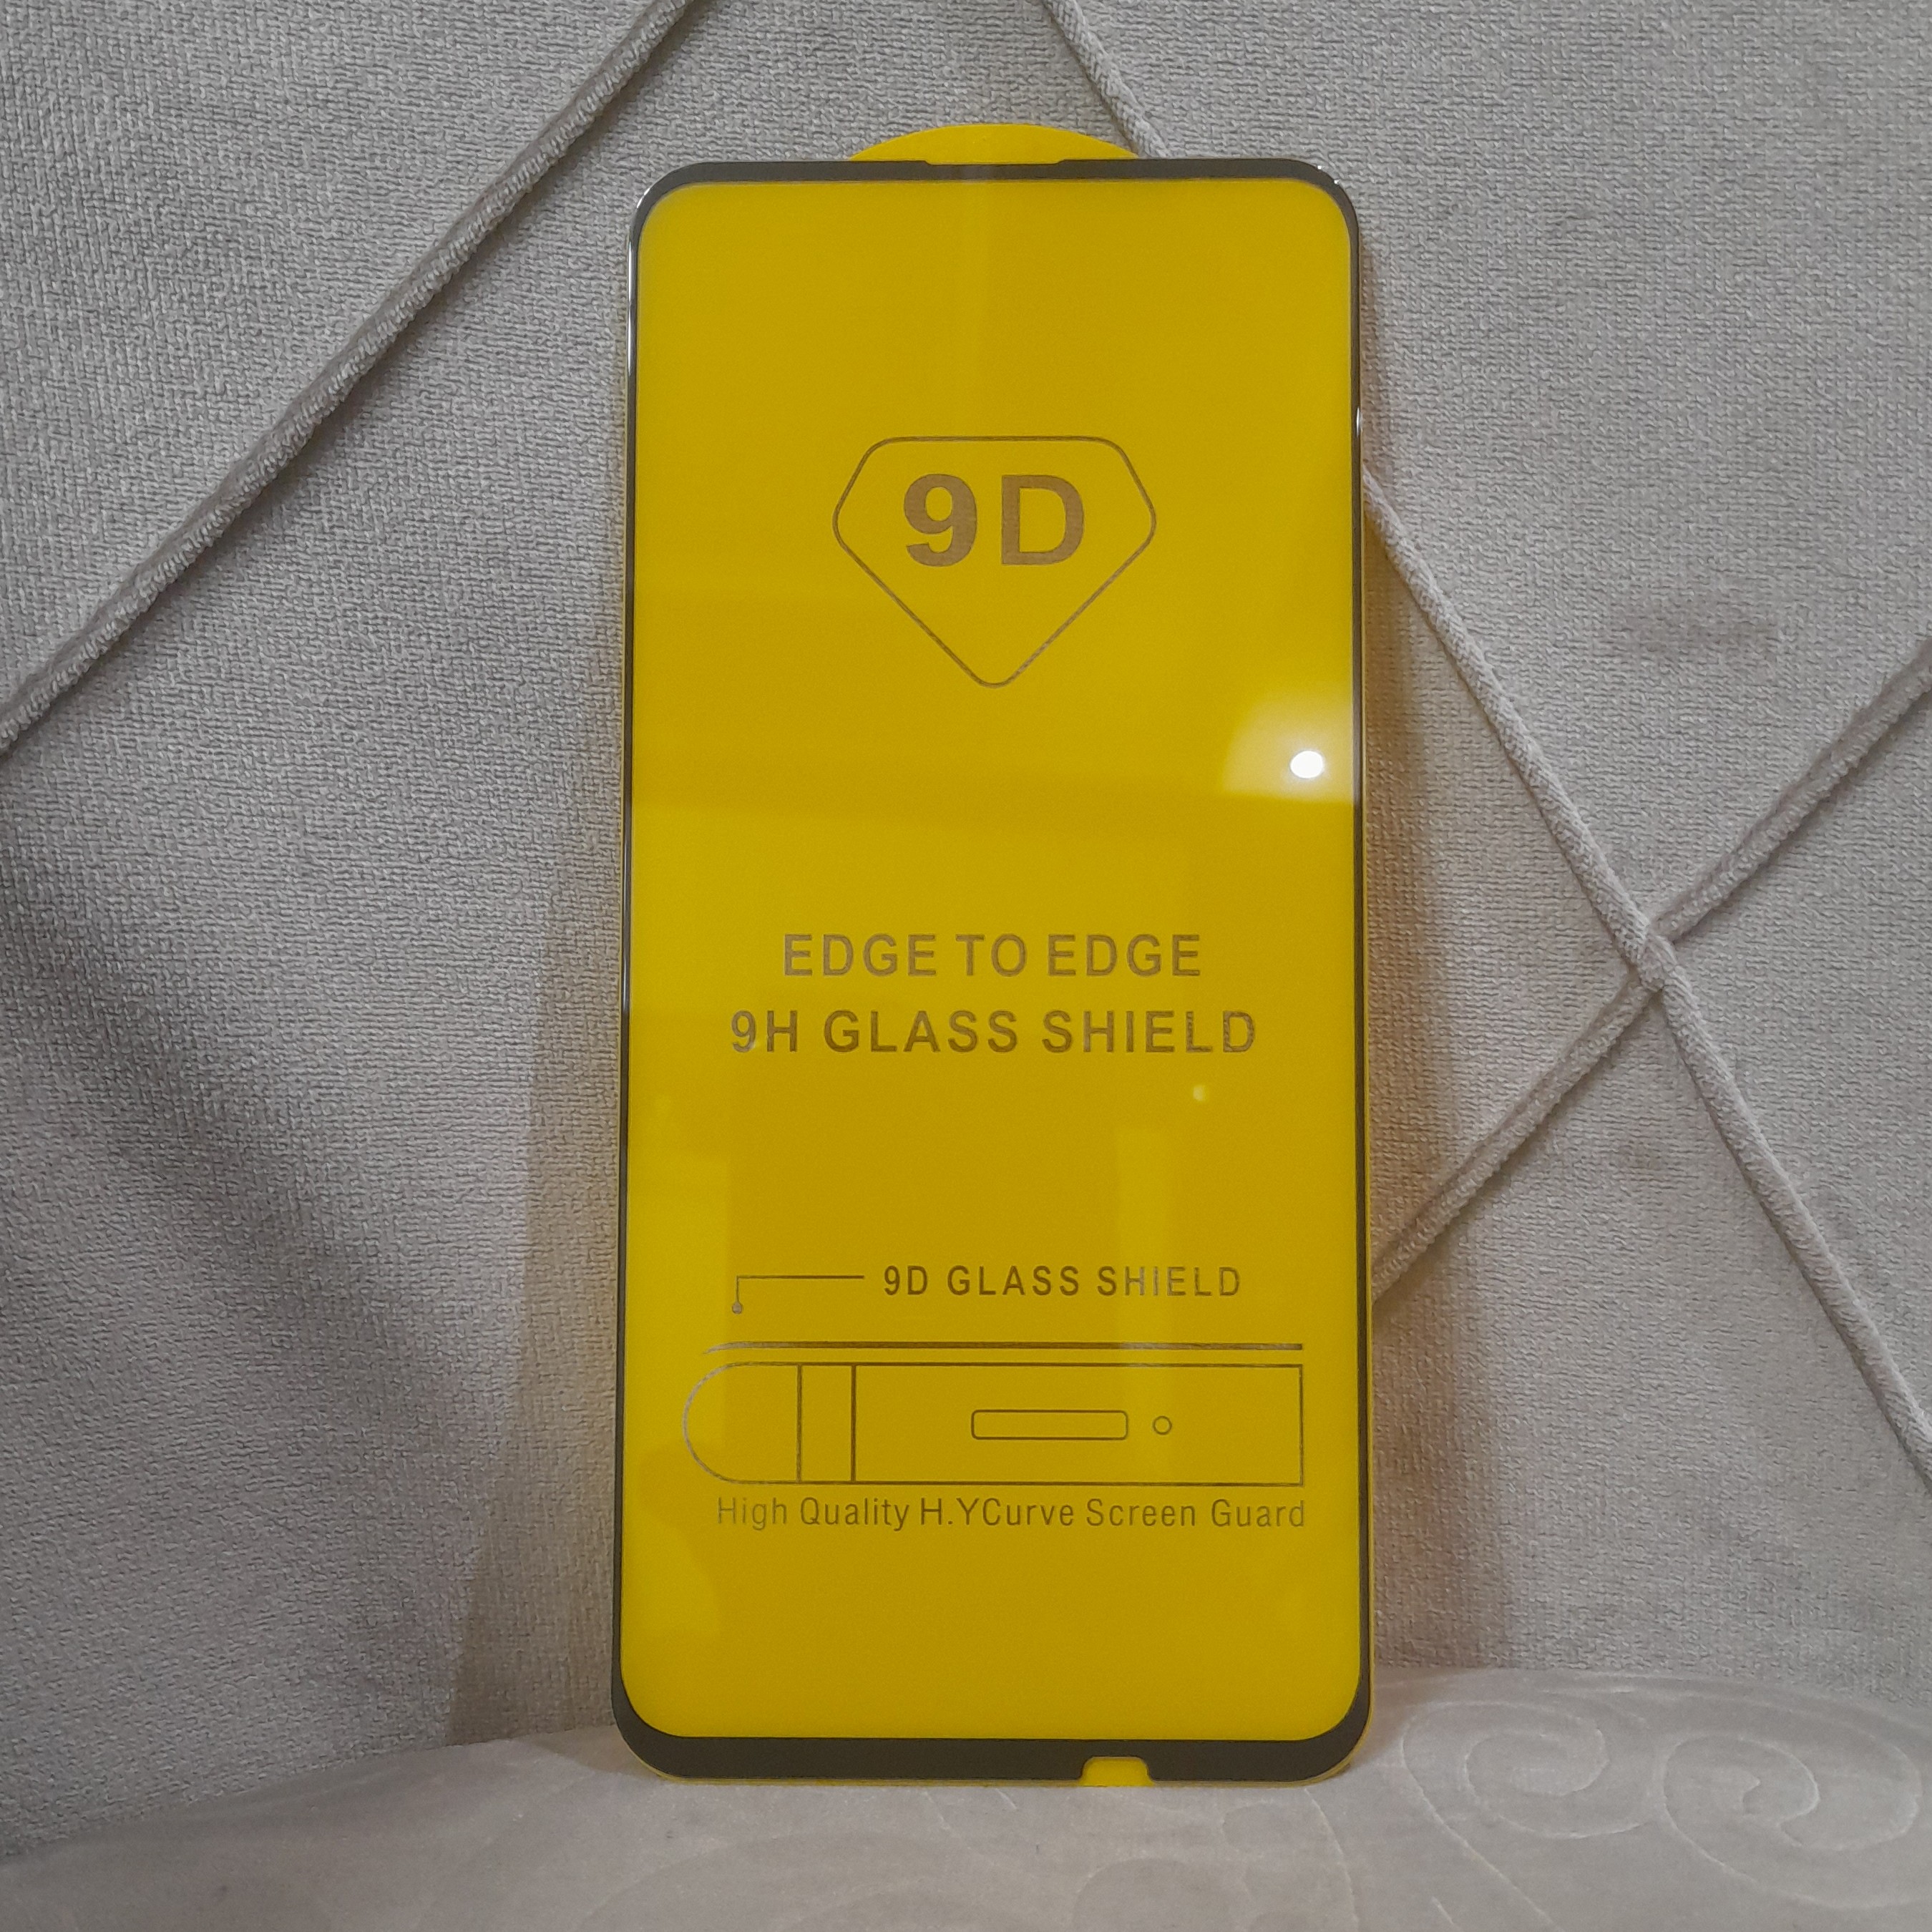 9D
EDGE TO EDGE
9H GLASS SHIELD
9D GLASS SHIELD
High Quality H.YCurve Screen Guard